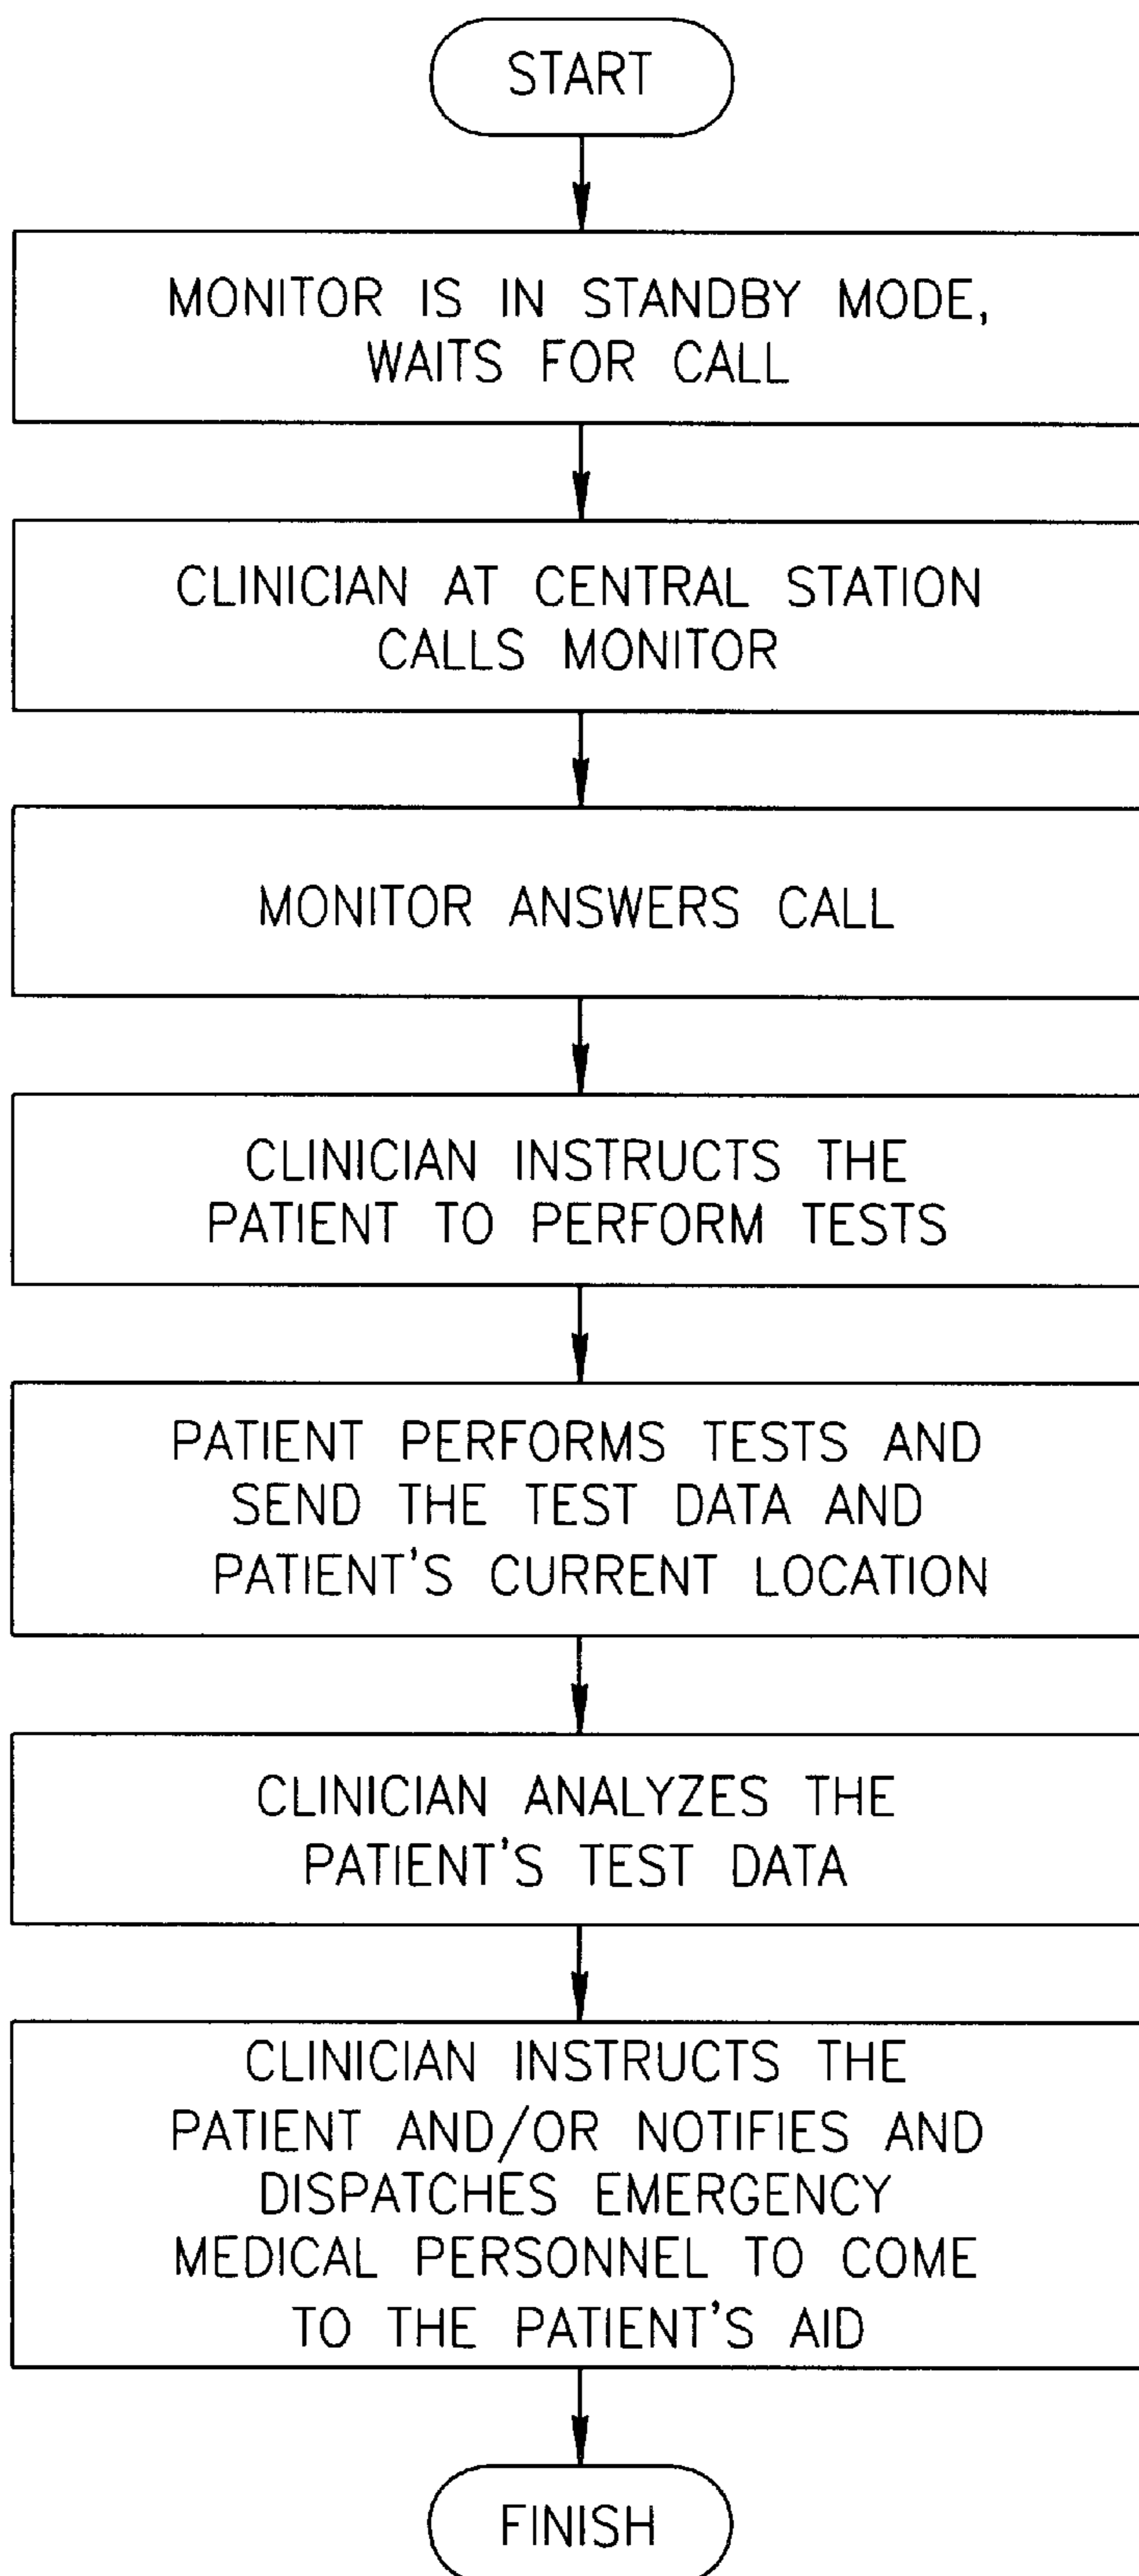 START
MONITOR IS IN STANDBY MODE,
WAITS FOR CALL
CLINICIAN AT CENTRAL STATION
CALLS MONITOR
MONITOR ANSWERS CALL
CLINICIAN INSTRUCTS THE
PATIENT TO PERFORM TESTS
PATIENT PERFORMS TESTS AND
SEND THE TEST DATA AND
PATIENT'S CURRENT LOCATION
CLINICIAN ANALYZES THE
PATIENT'S TEST DATA
CLINICIAN INSTRUCTS THE
PATIENT AND/OR NOTIFIES AND
DISPATCHES EMERGENCY
MEDICAL PERSONNEL TO COME
TO THE PATIENT'S AID
FINISH